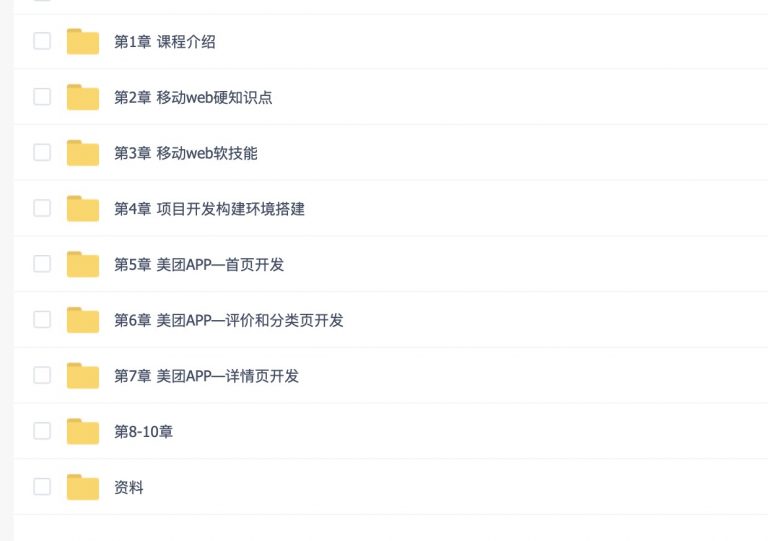 第1章 课程介绍
第2章 移动web硬知识点
第3章 移动web软技能
第4章 项目开发构建环境搭建
第5章 美团APP—首页开发
第6章 美团APP—评价和分类页开发
第7章 美团APP—详情页开发
第8-10章
资料